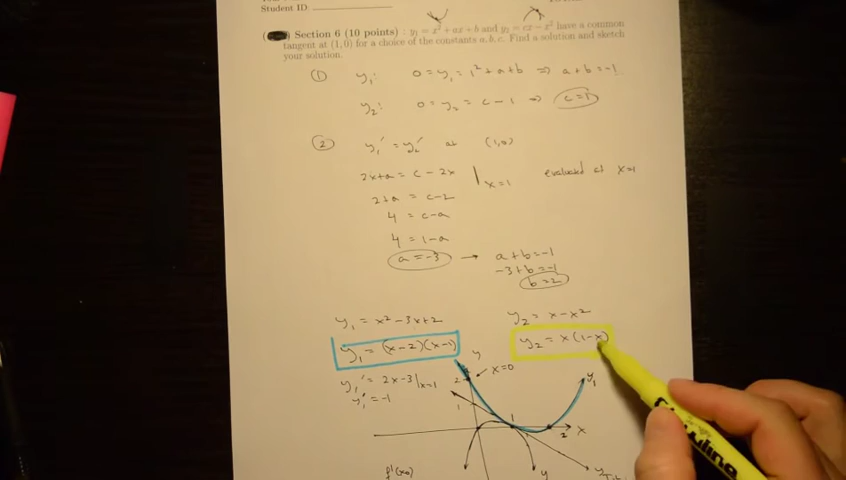 Student ID:
Section 6 (10 points) : y₁ = x² + ax + b and y₂ = cx − x² have a common
tangent at (1, 0) for a choice of the constants a, b, c. Find a solution and sketch
your solution.
① y₁: 0 = y₁ = 1² + a + b ⇒ a + b = −1
y₂: 0 = y₂ = c − 1 ⇒ c = 1
② y₁' = y₂' at (1,0)
2x+a = c − 2x | x=1 evaluated at x=1
2+a = c−2
4 = c−a
4 = 1−a
a = −3 → a+b = −1
−3+b = −1
b = 2
y₁ = x² − 3x + 2 y₂ = x − x²
y₁ = (x−2)(x−1) y₂ = x(1−x)
y
y₁' = 2x−3|x=1 2 x=0 y₁
y₁' = −1 1 1 2 x
f'(x₀) y